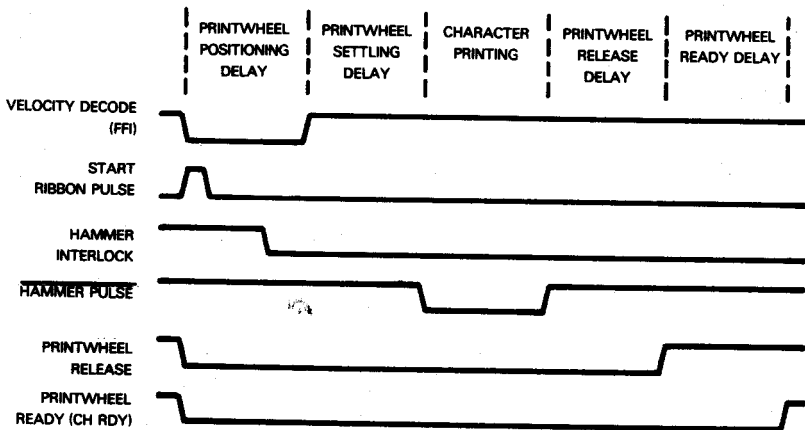 PRINTWHEEL
POSITIONING
DELAY
PRINTWHEEL
SETTLING
DELAY
CHARACTER
PRINTING
PRINTWHEEL
RELEASE
DELAY
PRINTWHEEL
READY DELAY
VELOCITY DECODE
(FFI)
START
RIBBON PULSE
HAMMER
INTERLOCK
HAMMER PULSE
PRINTWHEEL
RELEASE
PRINTWHEEL
READY (CH RDY)